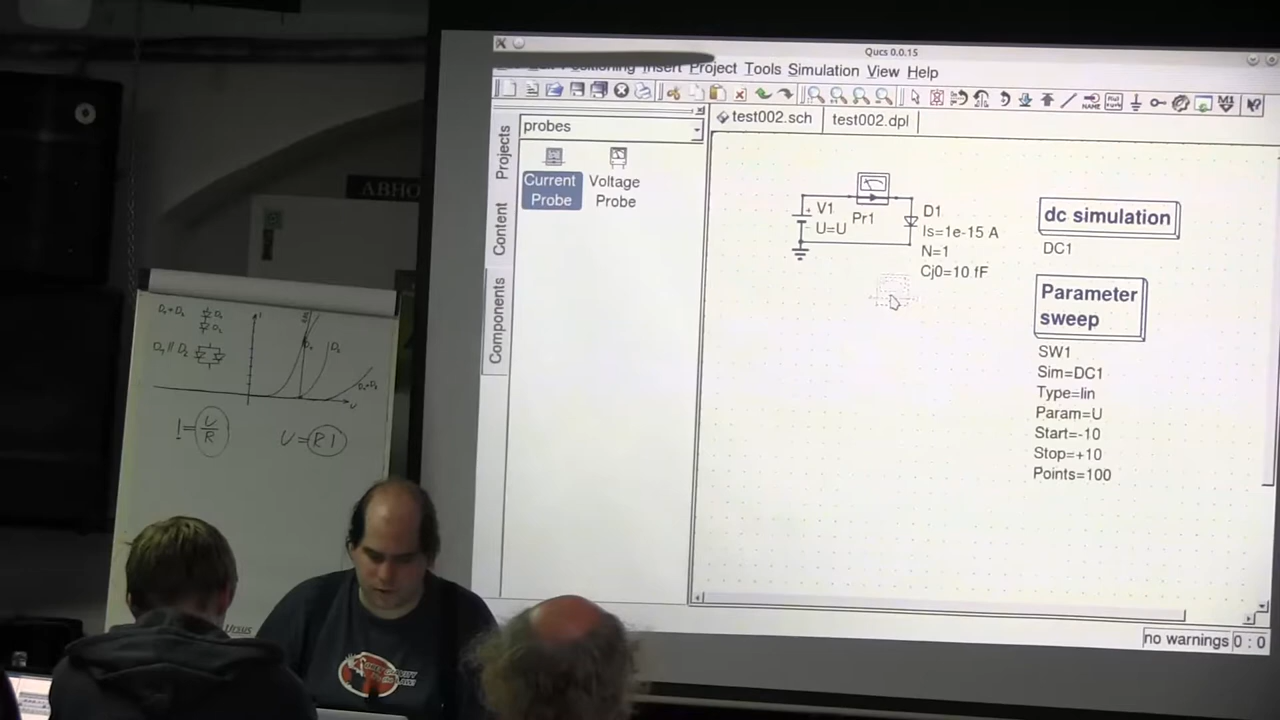 Qucs 0.0.15
Positioning Insert Project Tools Simulation View Help
test002.sch
test002.dpl
probes
Projects
Content
Components
Current
Probe
Voltage
Probe
V1
U=U
Pr1
D1
Is=1e-15 A
N=1
Cj0=10 fF
dc simulation
DC1
Parameter
sweep
SW1
Sim=DC1
Type=lin
Param=U
Start=-10
Stop=+10
Points=100
no warnings 0 : 0
ABHO
I=U/R
U=RI
Ursus